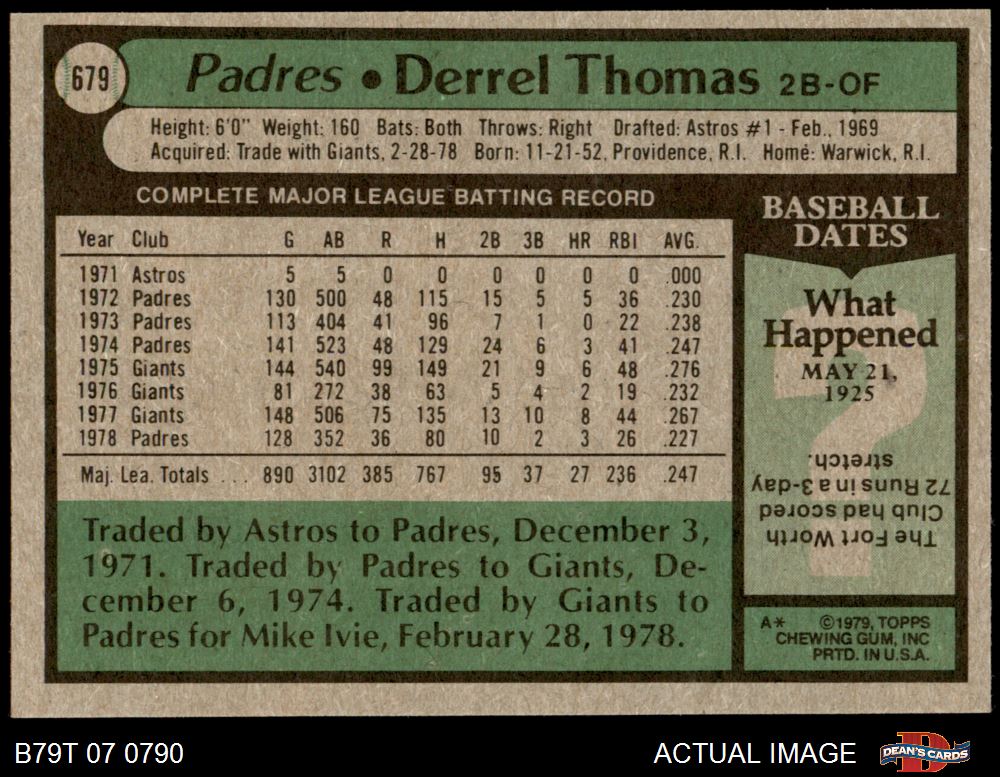 679
Padres • Derrel Thomas 2B-OF
Height: 6'0" Weight: 160 Bats: Both Throws: Right Drafted: Astros #1 - Feb., 1969
Acquired: Trade with Giants, 2-28-78 Born: 11-21-52, Providence, R.I. Home: Warwick, R.I.
COMPLETE MAJOR LEAGUE BATTING RECORD
Year Club G AB R H 2B 3B HR RBI AVG.
1971 Astros 5 5 0 0 0 0 0 0 .000
1972 Padres 130 500 48 115 15 5 5 36 .230
1973 Padres 113 404 41 96 7 1 0 22 .238
1974 Padres 141 523 48 129 24 6 3 41 .247
1975 Giants 144 540 99 149 21 9 6 48 .276
1976 Giants 81 272 38 63 5 4 2 19 .232
1977 Giants 148 506 75 135 13 10 8 44 .267
1978 Padres 128 352 36 80 10 2 3 26 .227
Maj. Lea. Totals ... 890 3102 385 767 95 37 27 236 .247
Traded by Astros to Padres, December 3,
1971. Traded by Padres to Giants, De-
cember 6, 1974. Traded by Giants to
Padres for Mike Ivie, February 28, 1978.
BASEBALL
DATES
What
Happened
MAY 21,
1925
The Fort Worth
Club had scored
72 Runs in a 3-day
stretch.
A* ©1979, TOPPS
CHEWING GUM, INC
PRTD. IN U.S.A.
B79T 07 0790
ACTUAL IMAGE
DEAN'S CARDS